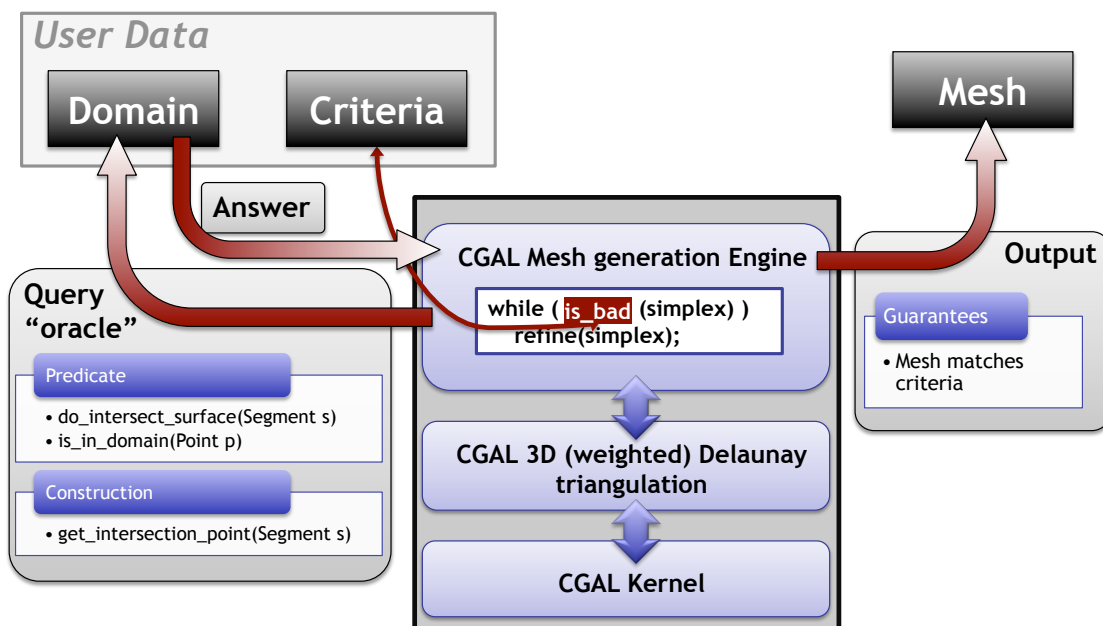 User Data
Domain
Criteria
Mesh
Answer
Query
“oracle”
Predicate
• do_intersect_surface(Segment s)
• is_in_domain(Point p)
Construction
• get_intersection_point(Segment s)
CGAL Mesh generation Engine
while ( is_bad (simplex) )
refine(simplex);
CGAL 3D (weighted) Delaunay
triangulation
CGAL Kernel
Output
Guarantees
• Mesh matches
criteria